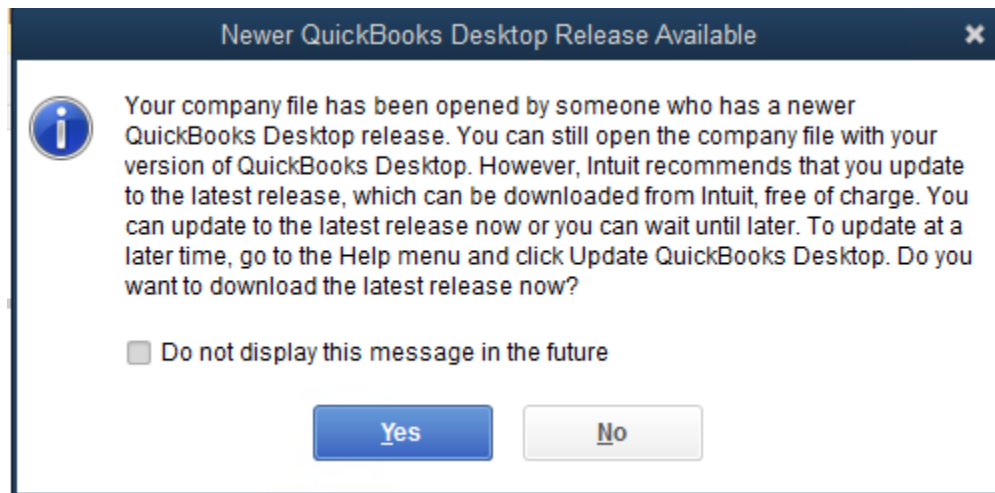 Newer QuickBooks Desktop Release Available
Your company file has been opened by someone who has a newer
QuickBooks Desktop release. You can still open the company file with your
version of QuickBooks Desktop. However, Intuit recommends that you update
to the latest release, which can be downloaded from Intuit, free of charge. You
can update to the latest release now or you can wait until later. To update at a
later time, go to the Help menu and click Update QuickBooks Desktop. Do you
want to download the latest release now?
Do not display this message in the future
Yes
No